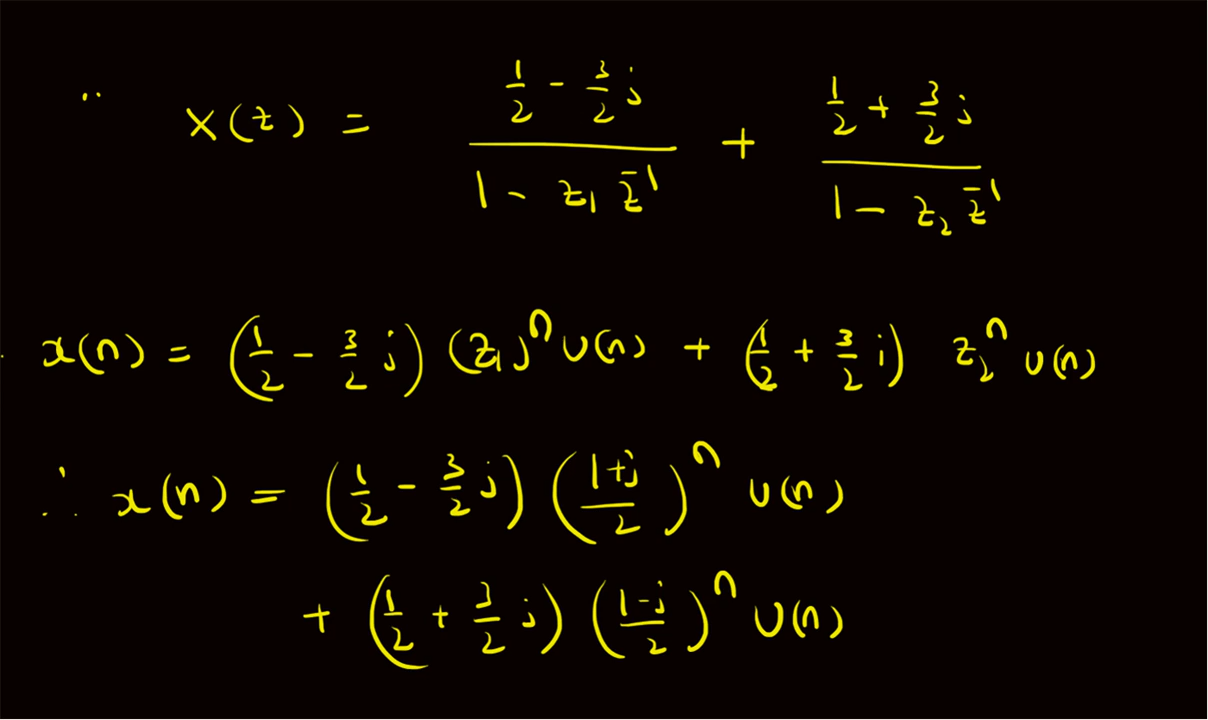 ∴ X(z) = (1/2 - 3/2 j)/(1 - z₁ z⁻¹) + (1/2 + 3/2 j)/(1 - z₂ z⁻¹)
x(n) = (1/2 - 3/2 j) (z₁)ⁿ u(n) + (1/2 + 3/2 j) z₂ⁿ u(n)
∴ x(n) = (1/2 - 3/2 j) ((1+j)/2)ⁿ u(n)
+ (1/2 + 3/2 j) ((1-j)/2)ⁿ u(n)